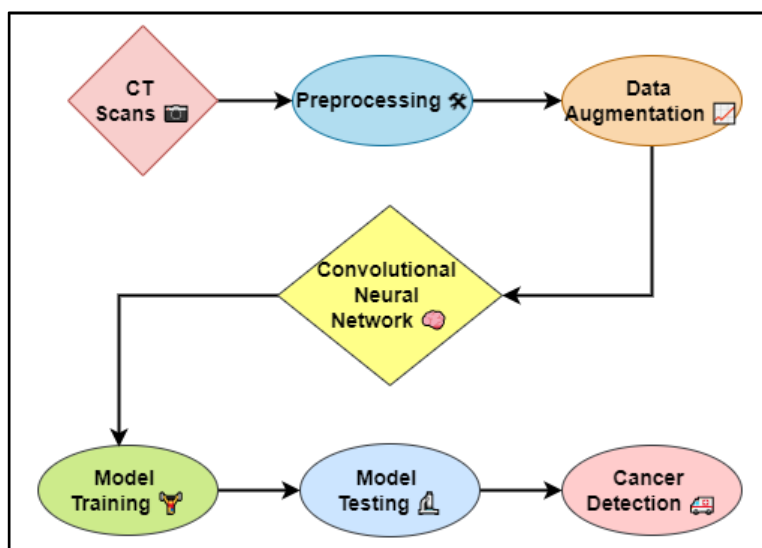 CT
Scans 📷
Preprocessing 🛠
Data
Augmentation 📈
Convolutional
Neural
Network 🧠
Model
Training 🏋
Model
Testing 🔬
Cancer
Detection 🚑